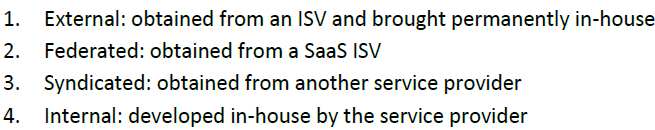 1. External: obtained from an ISV and brought permanently in-house
2. Federated: obtained from a SaaS ISV
3. Syndicated: obtained from another service provider
4. Internal: developed in-house by the service provider